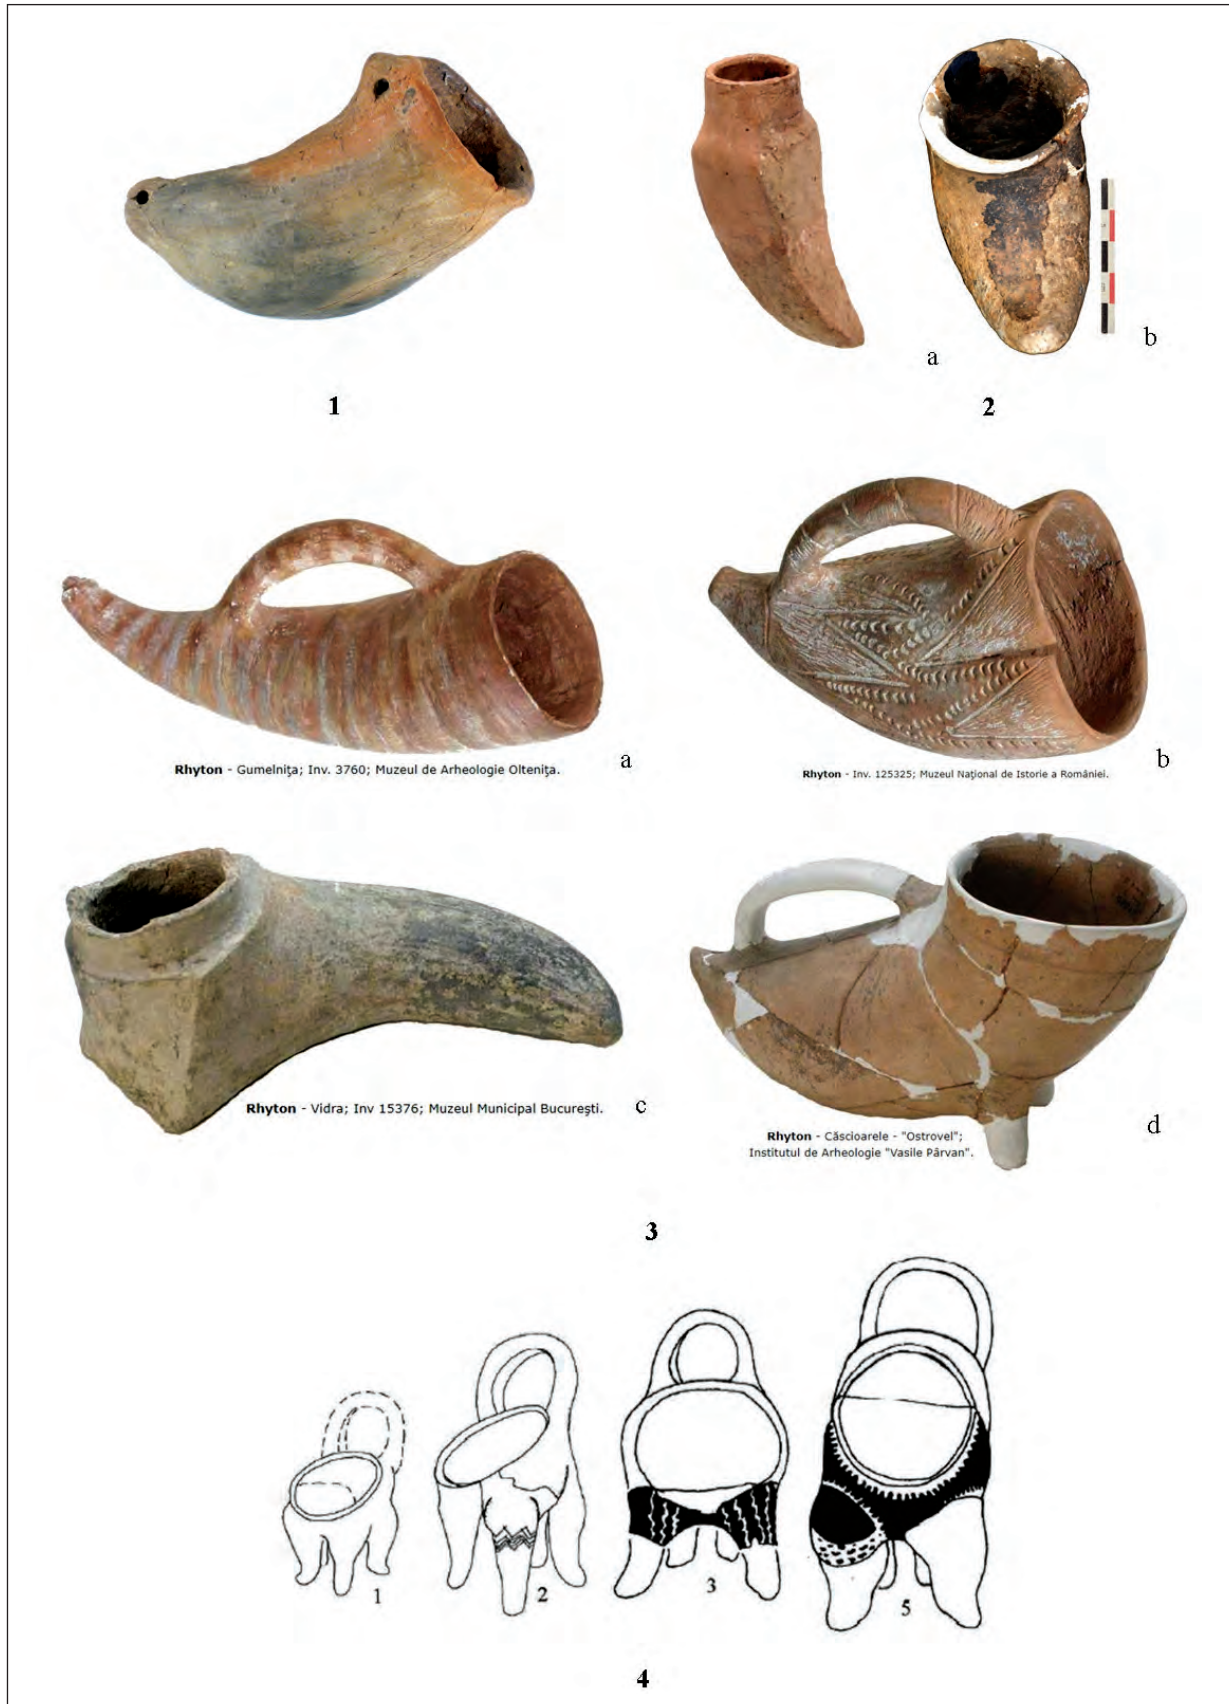 a
b
1
2
a
Rhyton - Gumelniţa; Inv. 3760; Muzeul de Arheologie Olteniţa.
b
Rhyton - Inv. 125325; Muzeul Naţional de Istorie a României.
c
Rhyton - Vidra; Inv 15376; Muzeul Municipal Bucureşti.
d
Rhyton - Căscioarele - "Ostrovel";
Institutul de Arheologie "Vasile Pârvan".
3
1
2
3
5
4